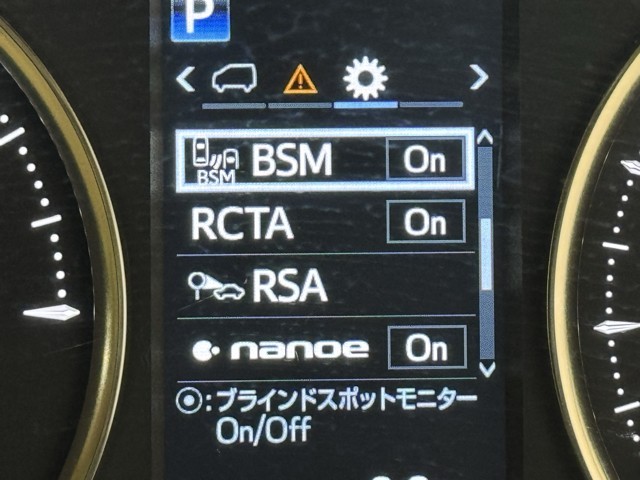 P
BSM BSM On
RCTA On
RSA
nanoe On
:ブラインドスポットモニター
On/Off